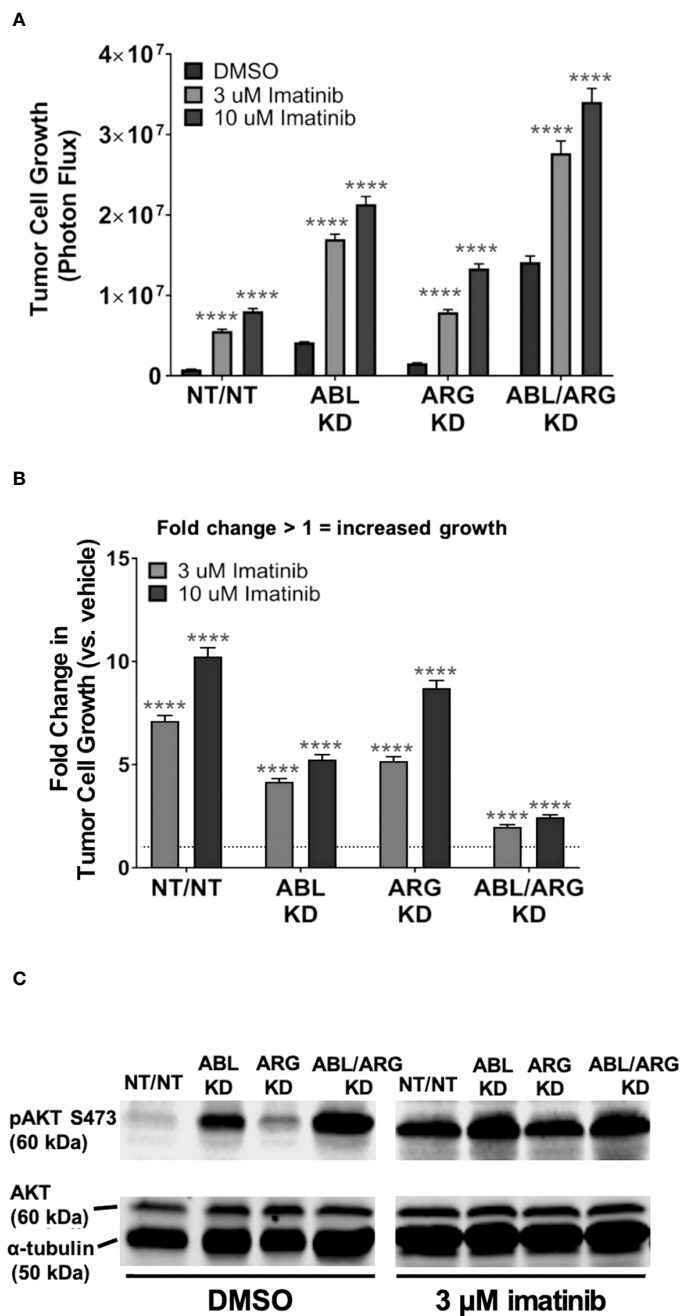 A
Tumor Cell Growth
(Photon Flux)
4×10⁷
3×10⁷
2×10⁷
1×10⁷
0
DMSO
3 uM Imatinib
10 uM Imatinib
**** **** **** **** **** **** **** ****
NT/NT ABL KD ARG KD ABL/ARG KD
B
Fold change > 1 = increased growth
Fold Change in
Tumor Cell Growth (vs. vehicle)
15
10
5
0
3 uM Imatinib
10 uM Imatinib
**** **** **** **** **** **** **** ****
NT/NT ABL KD ARG KD ABL/ARG KD
C
NT/NT ABL KD ARG KD ABL/ARG KD NT/NT ABL KD ARG KD ABL/ARG KD
pAKT S473
(60 kDa)
AKT
(60 kDa)
α-tubulin
(50 kDa)
DMSO 3 μM imatinib